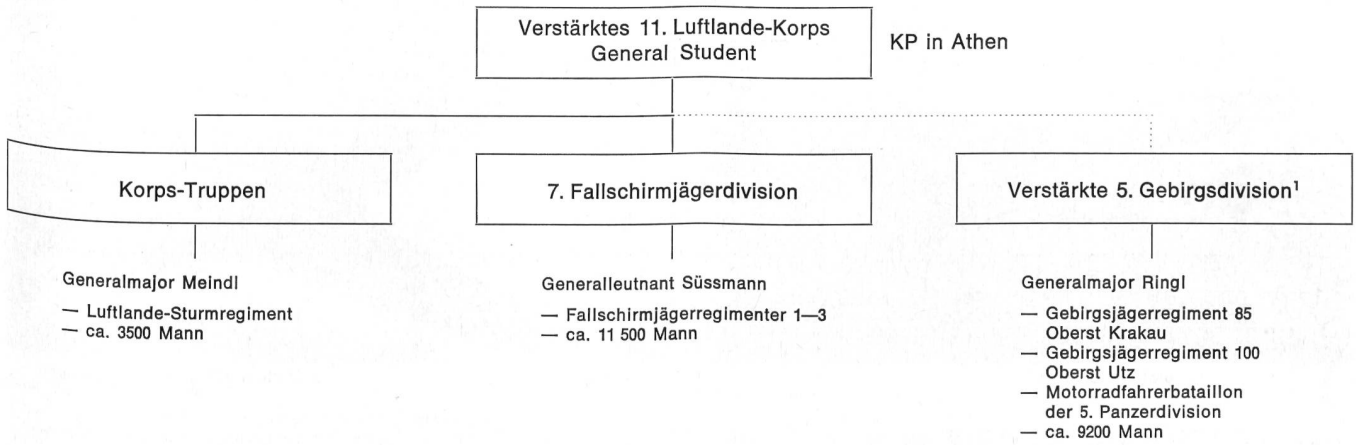 Verstärktes 11. Luftlande-Korps
General Student
KP in Athen
Korps-Truppen
7. Fallschirmjägerdivision
Verstärkte 5. Gebirgsdivision¹
Generalmajor Meindl
— Luftlande-Sturmregiment
— ca. 3500 Mann
Generalleutnant Süssmann
— Fallschirmjägerregimenter 1—3
— ca. 11 500 Mann
Generalmajor Ringl
— Gebirgsjägerregiment 85
Oberst Krakau
— Gebirgsjägerregiment 100
Oberst Utz
— Motorradfahrerbataillon
der 5. Panzerdivision
— ca. 9200 Mann